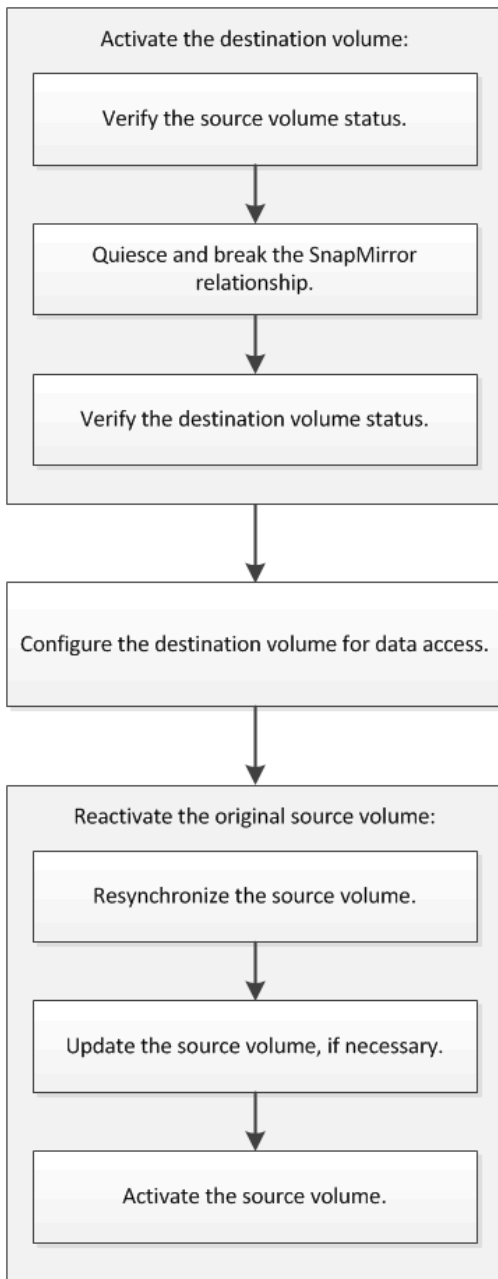 Activate the destination volume:
Verify the source volume status.
Quiesce and break the SnapMirror
relationship.
Verify the destination volume status.
Configure the destination volume for data access.
Reactivate the original source volume:
Resynchronize the source volume.
Update the source volume, if necessary.
Activate the source volume.